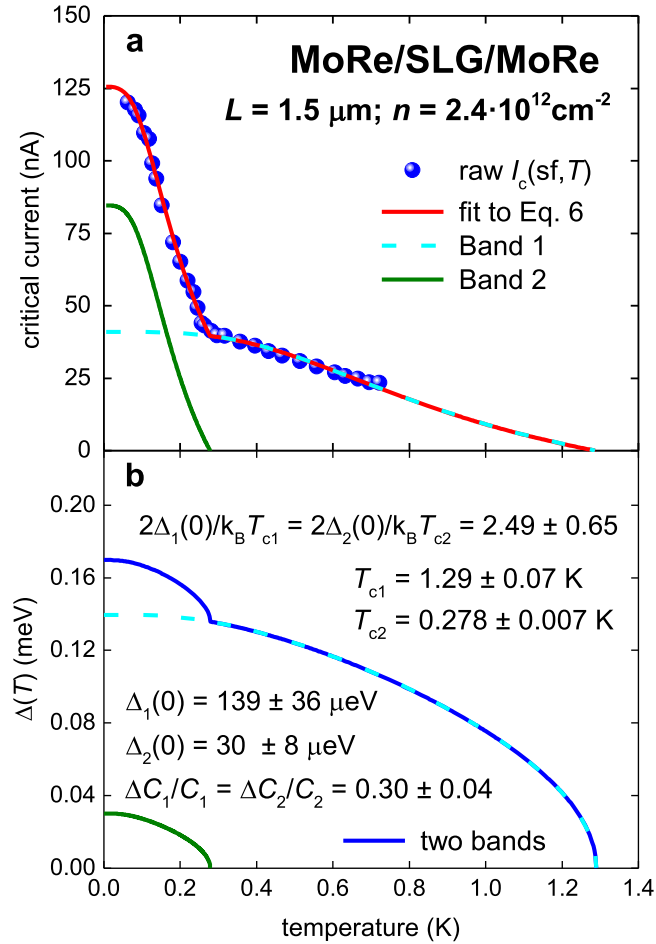 150
125
100
75
50
25
0
critical current (nA)
a
MoRe/SLG/MoRe
L = 1.5 μm; n = 2.4·10¹²cm⁻²
raw I_c(sf,T)
fit to Eq. 6
Band 1
Band 2
b
0.20
0.16
0.12
0.08
0.04
0.00
Δ(T) (meV)
2Δ₁(0)/k_BT_c1 = 2Δ₂(0)/k_BT_c2 = 2.49 ± 0.65
T_c1 = 1.29 ± 0.07 K
T_c2 = 0.278 ± 0.007 K
Δ₁(0) = 139 ± 36 μeV
Δ₂(0) = 30 ± 8 μeV
ΔC₁/C₁ = ΔC₂/C₂ = 0.30 ± 0.04
two bands
0.0 0.2 0.4 0.6 0.8 1.0 1.2 1.4
temperature (K)